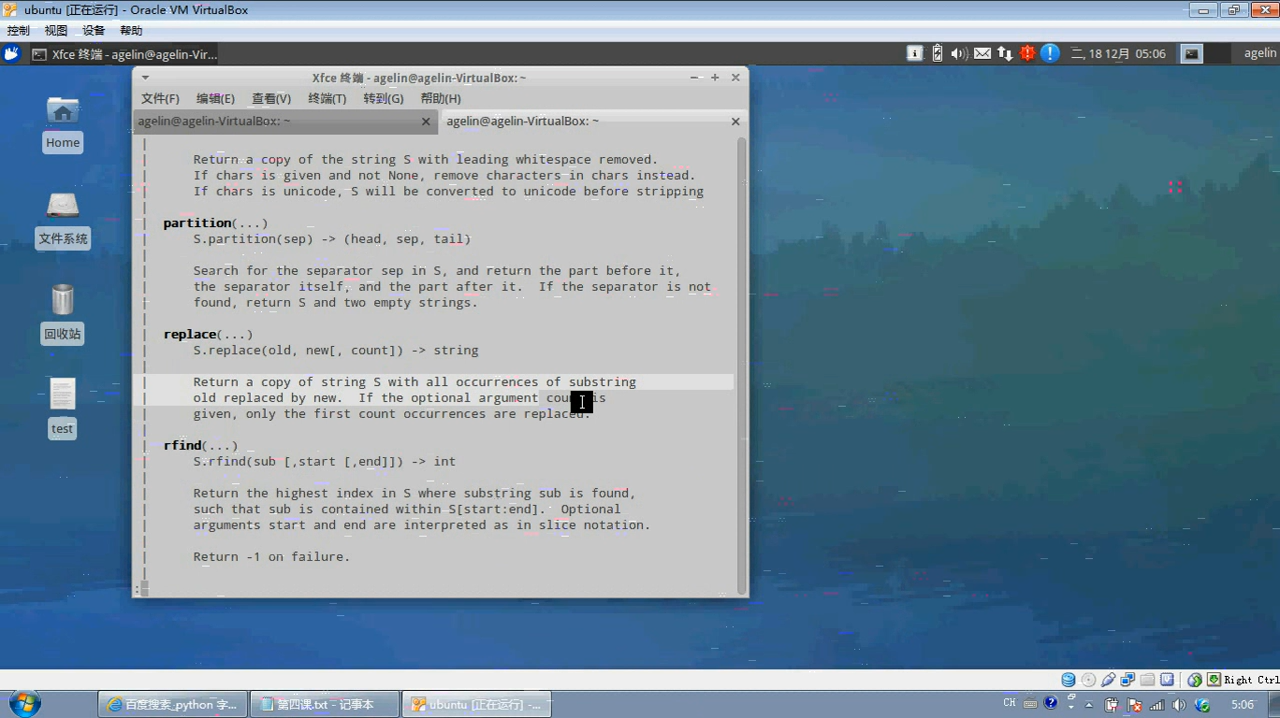 ubuntu [正在运行] - Oracle VM VirtualBox
控制 视图 设备 帮助
Xfce 终端 - agelin@agelin-Vir...
二, 18 12月 05:06
agelin
Xfce 终端 - agelin@agelin-VirtualBox: ~
文件(F) 编辑(E) 查看(V) 终端(T) 转到(G) 帮助(H)
agelin@agelin-VirtualBox: ~
agelin@agelin-VirtualBox: ~
Home
文件系统
回收站
test
Return a copy of the string S with leading whitespace removed.
If chars is given and not None, remove characters in chars instead.
If chars is unicode, S will be converted to unicode before stripping
partition(...)
S.partition(sep) -> (head, sep, tail)
Search for the separator sep in S, and return the part before it,
the separator itself, and the part after it.  If the separator is not
found, return S and two empty strings.
replace(...)
S.replace(old, new[, count]) -> string
Return a copy of string S with all occurrences of substring
old replaced by new.  If the optional argument is
given, only the first count occurrences are replaced.
rfind(...)
S.rfind(sub [,start [,end]]) -> int
Return the highest index in S where substring sub is found,
such that sub is contained within S[start:end].  Optional
arguments start and end are interpreted as in slice notation.
Return -1 on failure.
:
Right Ctrl
百度搜索_python 字...
第四课.txt - 记事本
ubuntu [正在运行] -...
CH
5:06